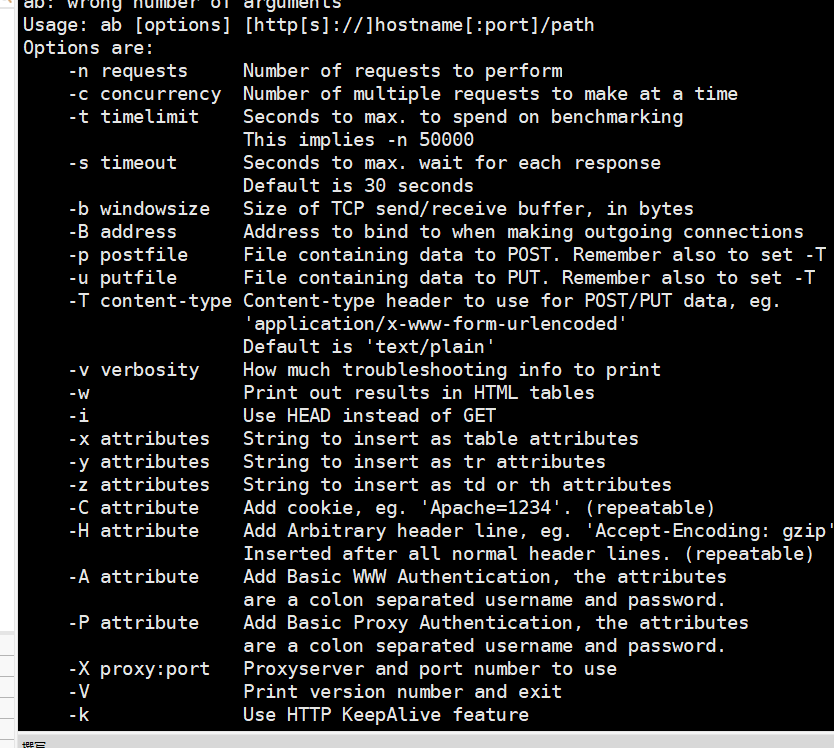 ab: wrong number of arguments
Usage: ab [options] [http[s]://]hostname[:port]/path
Options are:
    -n requests     Number of requests to perform
    -c concurrency  Number of multiple requests to make at a time
    -t timelimit    Seconds to max. to spend on benchmarking
                    This implies -n 50000
    -s timeout      Seconds to max. wait for each response
                    Default is 30 seconds
    -b windowsize   Size of TCP send/receive buffer, in bytes
    -B address      Address to bind to when making outgoing connections
    -p postfile     File containing data to POST. Remember also to set -T
    -u putfile      File containing data to PUT. Remember also to set -T
    -T content-type Content-type header to use for POST/PUT data, eg.
                    'application/x-www-form-urlencoded'
                    Default is 'text/plain'
    -v verbosity    How much troubleshooting info to print
    -w              Print out results in HTML tables
    -i              Use HEAD instead of GET
    -x attributes   String to insert as table attributes
    -y attributes   String to insert as tr attributes
    -z attributes   String to insert as td or th attributes
    -C attribute    Add cookie, eg. 'Apache=1234'. (repeatable)
    -H attribute    Add Arbitrary header line, eg. 'Accept-Encoding: gzip'
                    Inserted after all normal header lines. (repeatable)
    -A attribute    Add Basic WWW Authentication, the attributes
                    are a colon separated username and password.
    -P attribute    Add Basic Proxy Authentication, the attributes
                    are a colon separated username and password.
    -X proxy:port   Proxyserver and port number to use
    -V              Print version number and exit
    -k              Use HTTP KeepAlive feature